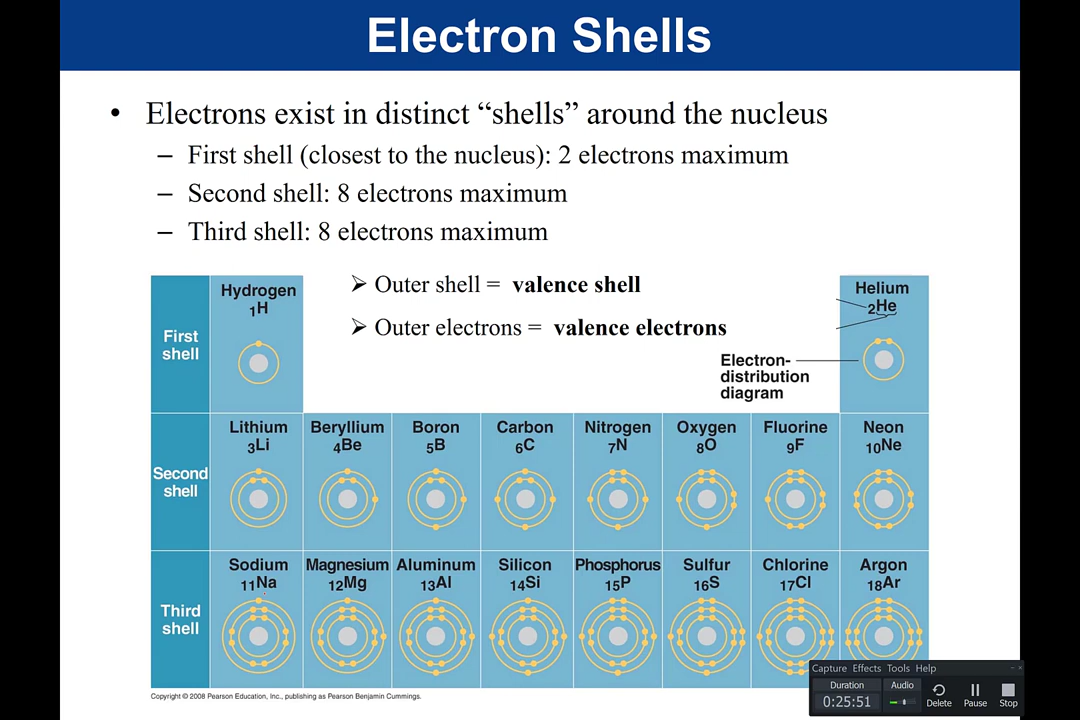 Electron Shells
• Electrons exist in distinct “shells” around the nucleus
– First shell (closest to the nucleus): 2 electrons maximum
– Second shell: 8 electrons maximum
– Third shell: 8 electrons maximum
➢ Outer shell = valence shell
➢ Outer electrons = valence electrons
First
shell
Hydrogen
1H
Helium
2He
Electron-
distribution
diagram
Second
shell
Lithium
3Li
Beryllium
4Be
Boron
5B
Carbon
6C
Nitrogen
7N
Oxygen
8O
Fluorine
9F
Neon
10Ne
Third
shell
Sodium
11Na
Magnesium
12Mg
Aluminum
13Al
Silicon
14Si
Phosphorus
15P
Sulfur
16S
Chlorine
17Cl
Argon
18Ar
Copyright © 2008 Pearson Education, Inc., publishing as Pearson Benjamin Cummings.
Capture Effects Tools Help
Duration
0:25:51
Audio
Delete
Pause
Stop